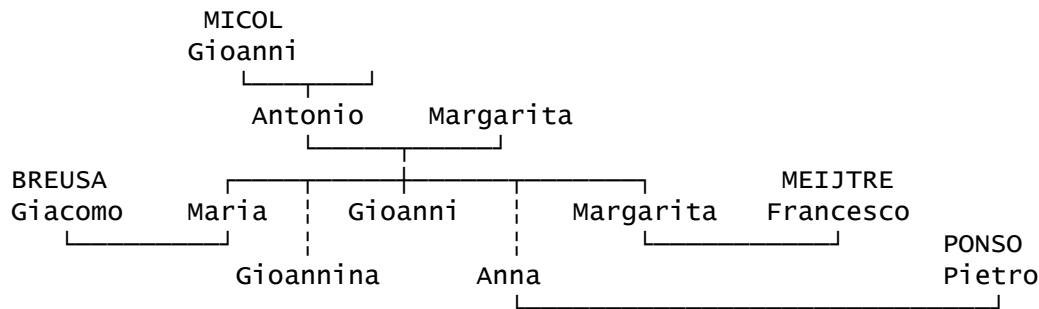 MICOL
Gioanni
Antonio Margarita
BREUSA MEIJTRE
Giacomo Maria Gioanni Margarita Francesco
PONSO
Gioannina Anna Pietro